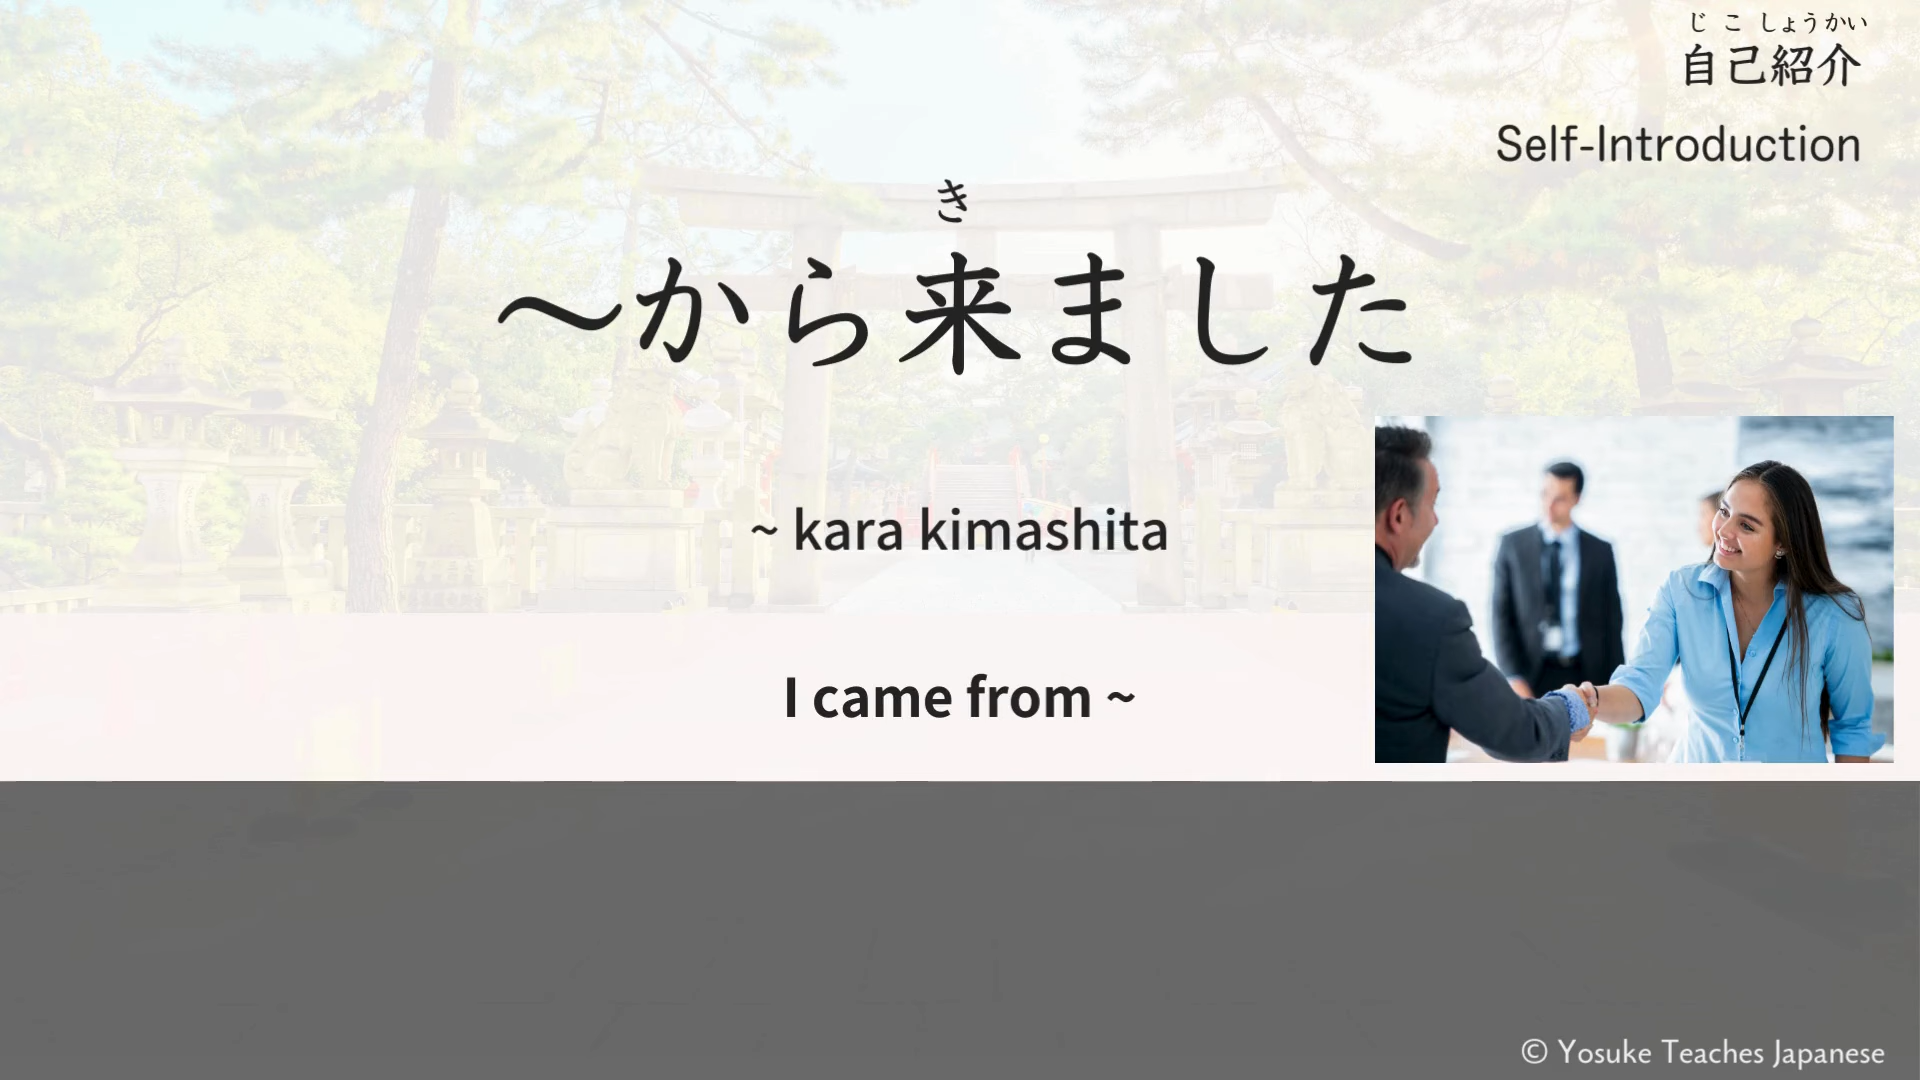 じこしょうかい
自己紹介
Self-Introduction
き
～から来ました
~ kara kimashita
I came from ~
© Yosuke Teaches Japanese